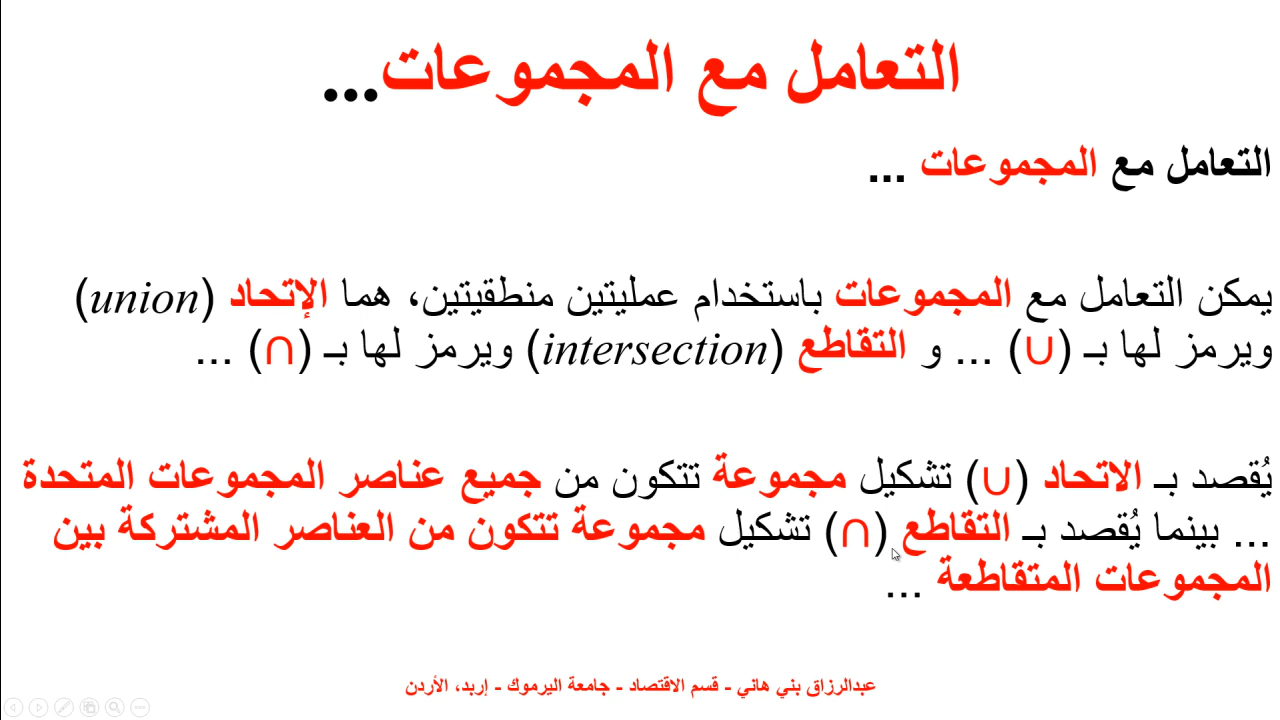 التعامل مع المجموعات...
التعامل مع المجموعات ...
يمكن التعامل مع المجموعات باستخدام عمليتين منطقيتين، هما الإتحاد (union)
ويرمز لها بـ (∪) ... و التقاطع (intersection) ويرمز لها بـ (∩) ...
يُقصد بـ الاتحاد (∪) تشكيل مجموعة تتكون من جميع عناصر المجموعات المتحدة
... بينما يُقصد بـ التقاطع (∩) تشكيل مجموعة تتكون من العناصر المشتركة بين
المجموعات المتقاطعة ...
عبدالرزاق بني هاني - قسم الاقتصاد - جامعة اليرموك - إربد، الأردن